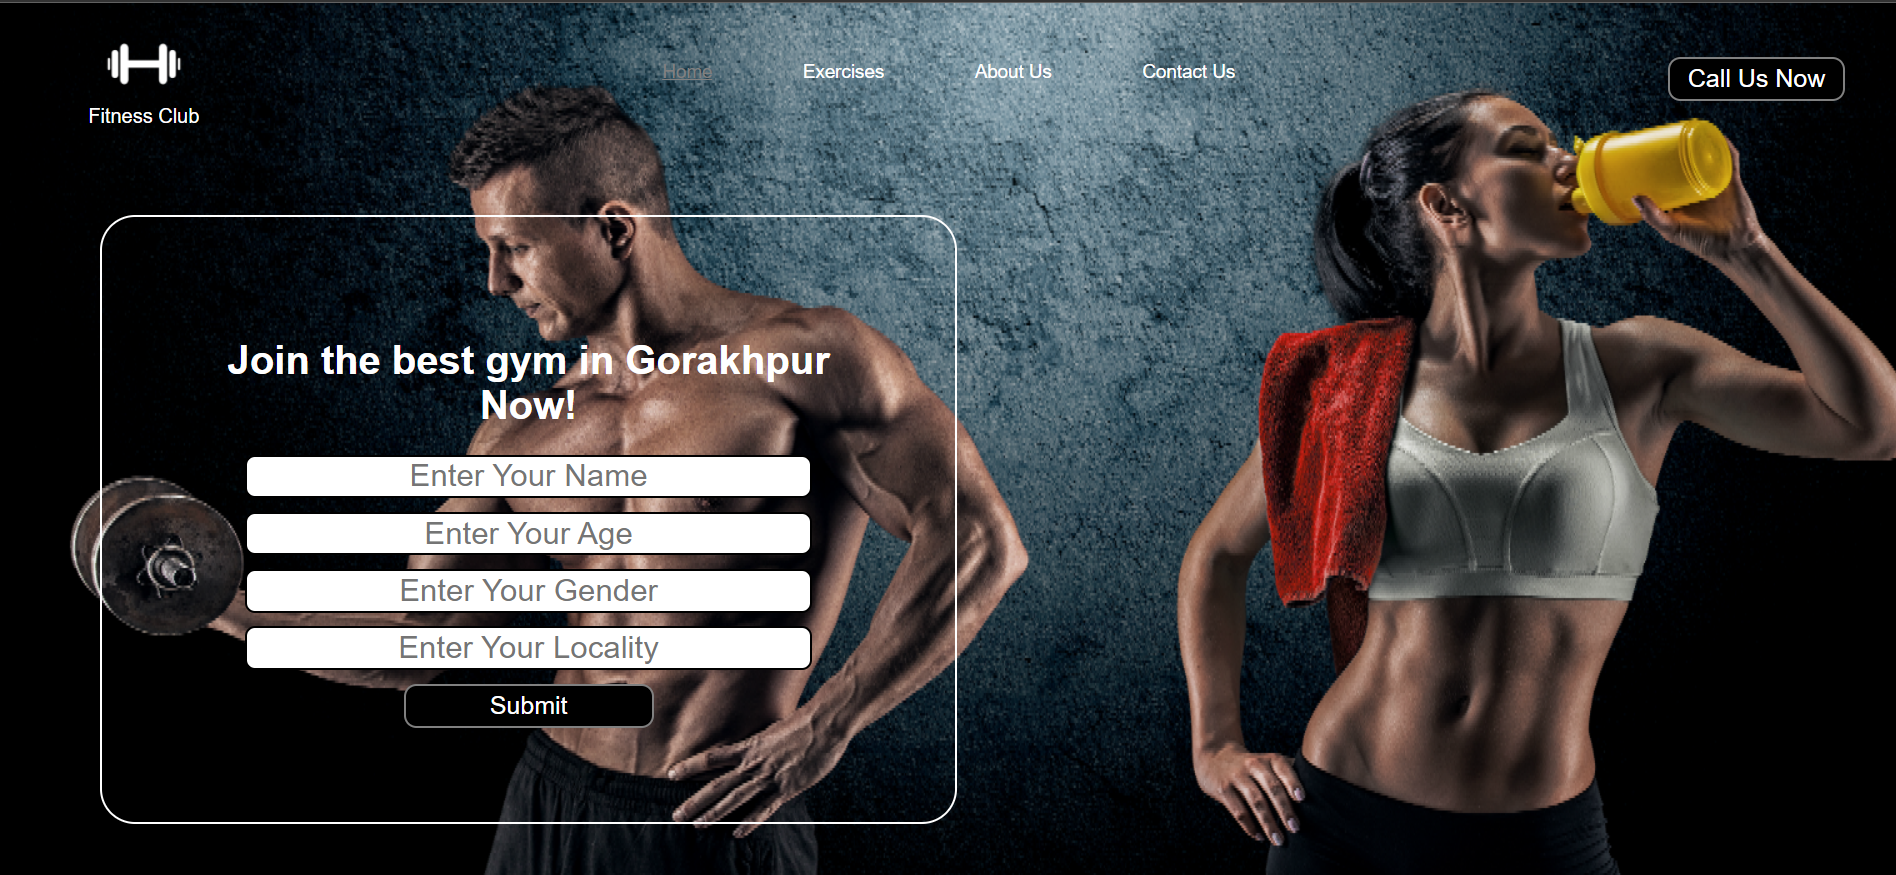 Home
Exercises
About Us
Contact Us
Call Us Now
Fitness Club
Join the best gym in Gorakhpur
Now!
Enter Your Name
Enter Your Age
Enter Your Gender
Enter Your Locality
Submit